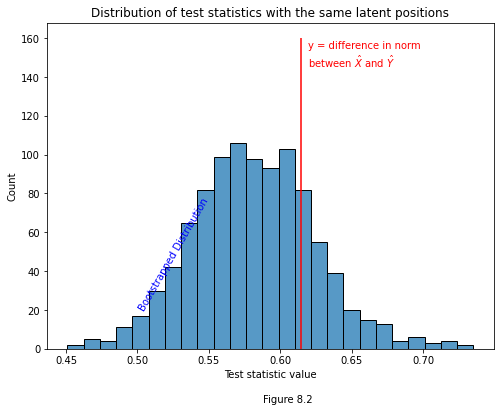 Distribution of test statistics with the same latent positions
y = difference in norm
between X̂ and Ŷ
Bootstrapped Distribution
Count
160
140
120
100
80
60
40
20
0
0.45 0.50 0.55 0.60 0.65 0.70
Test statistic value
Figure 8.2